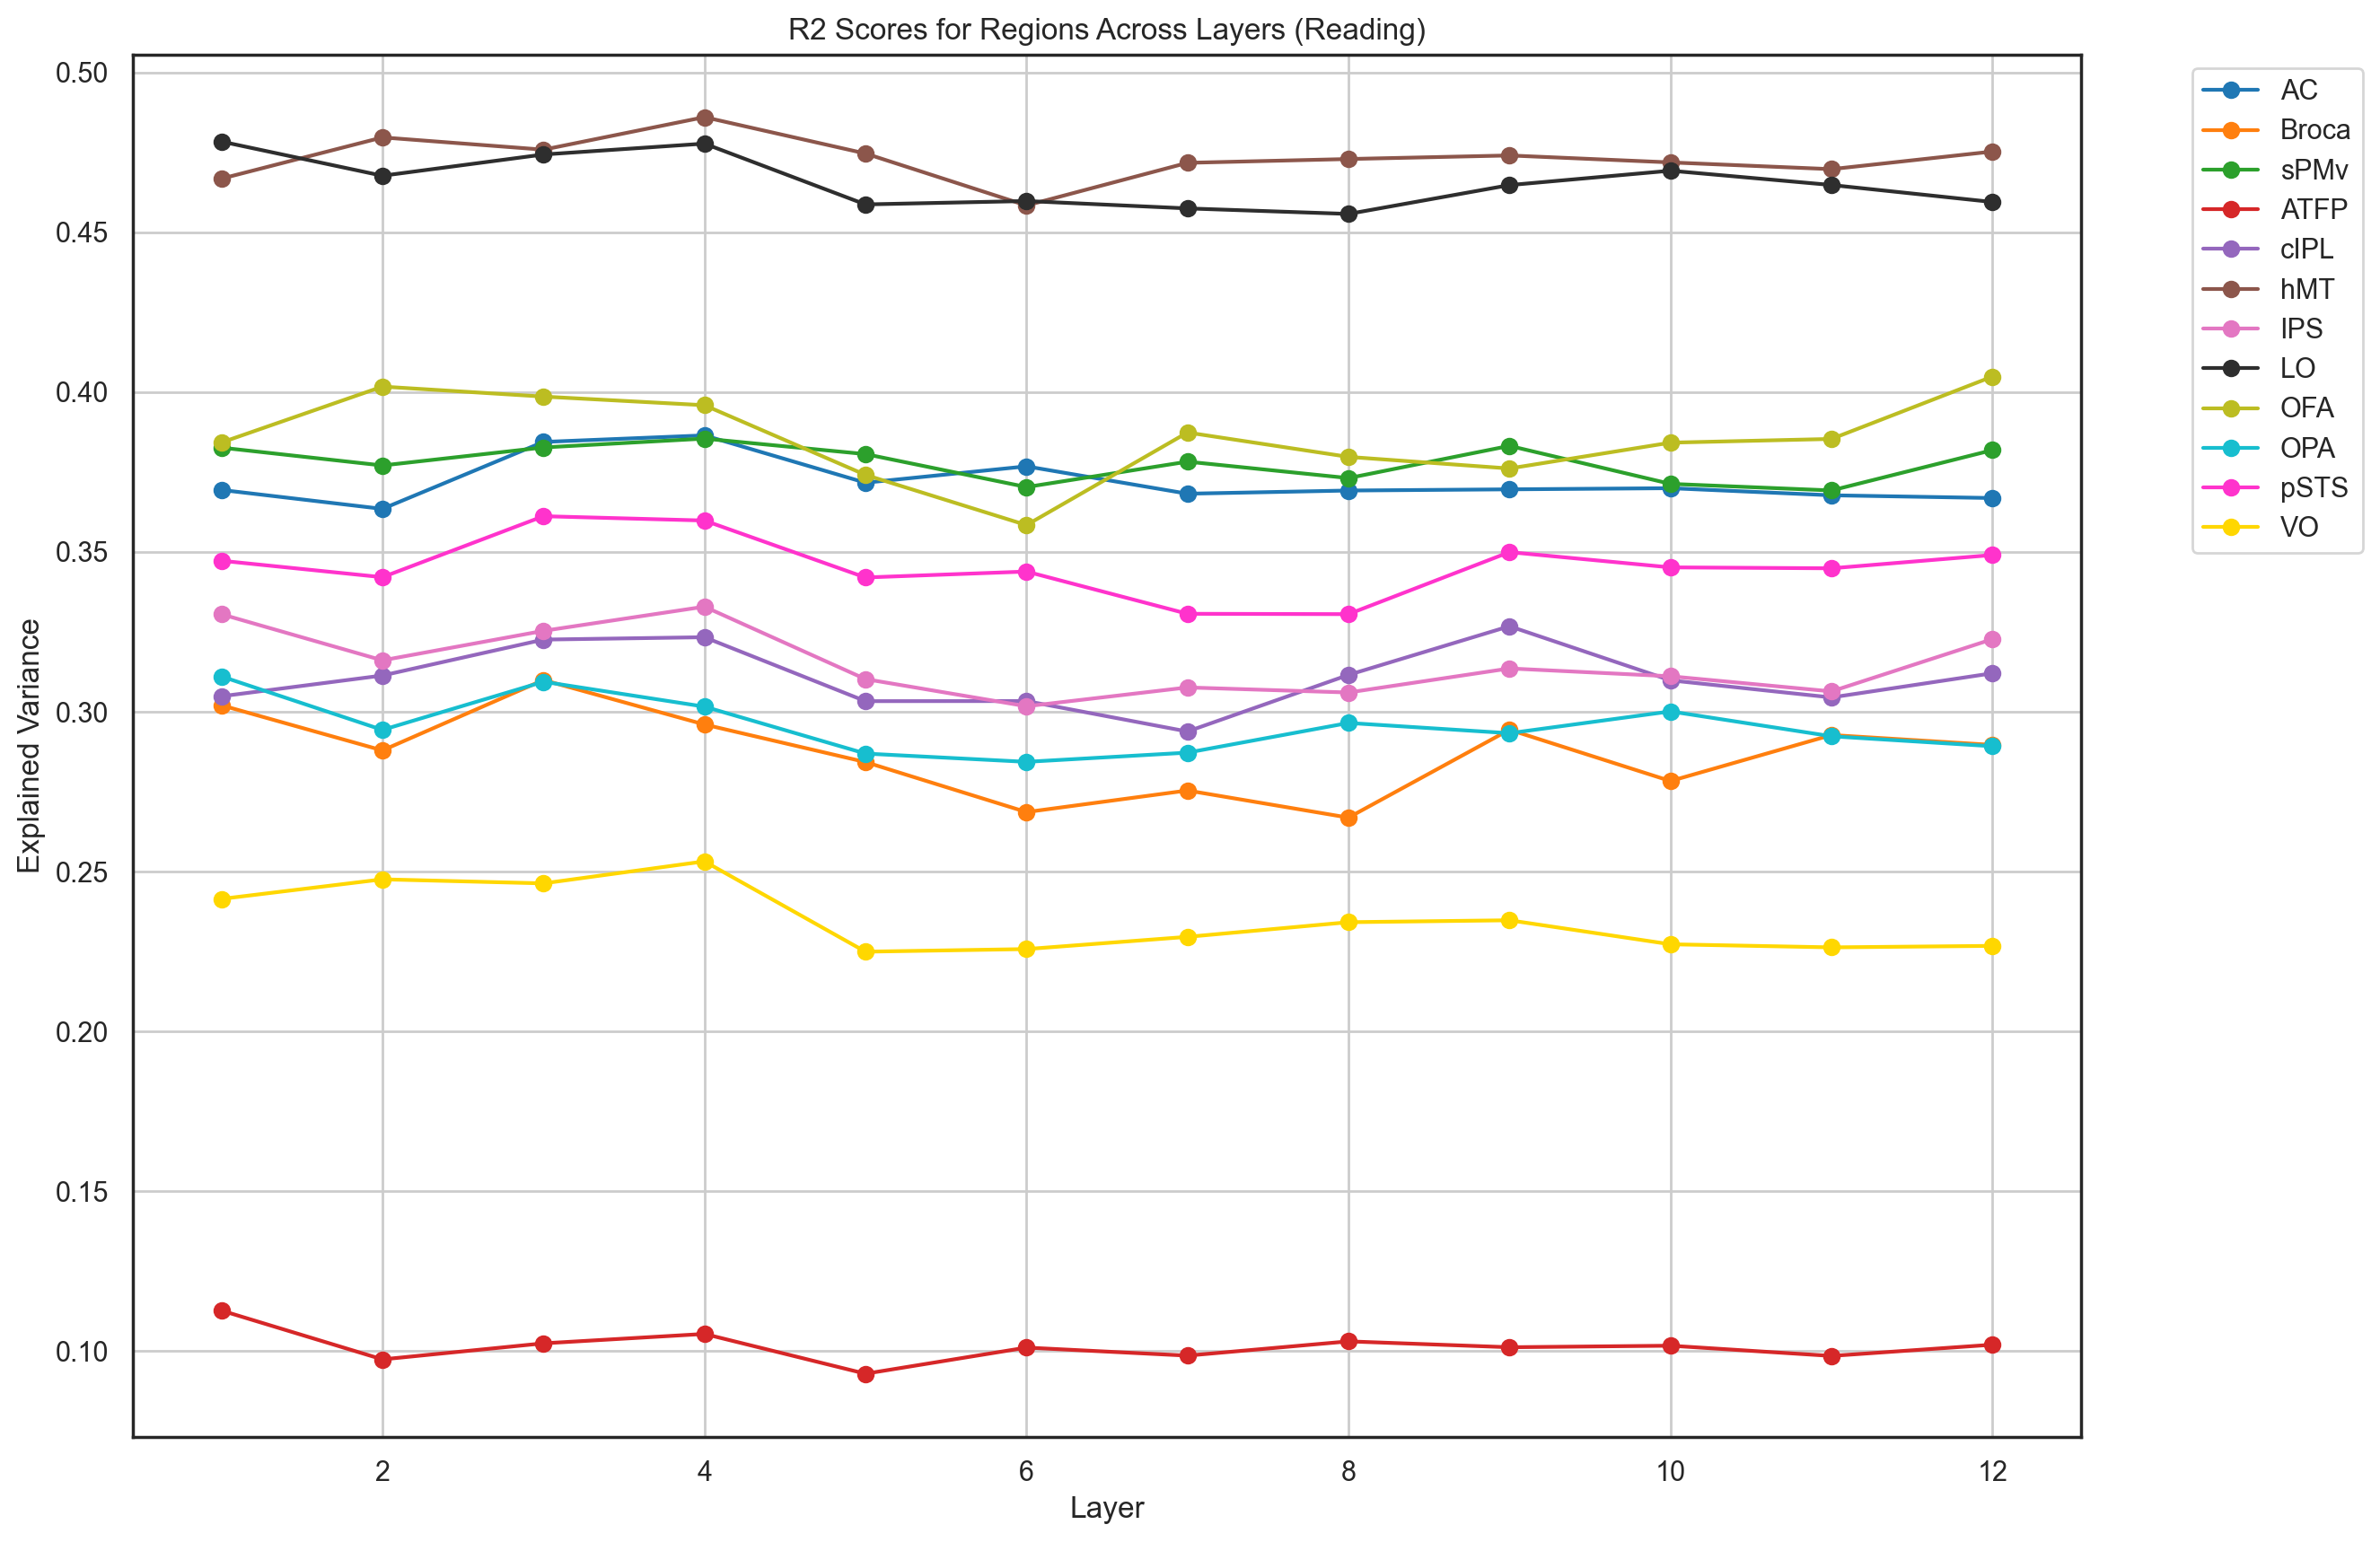 R2 Scores for Regions Across Layers (Reading)
Explained Variance
0.50
0.45
0.40
0.35
0.30
0.25
0.20
0.15
0.10
2 4 6 8 10 12
Layer
AC
Broca
sPMv
ATFP
cIPL
hMT
IPS
LO
OFA
OPA
pSTS
VO